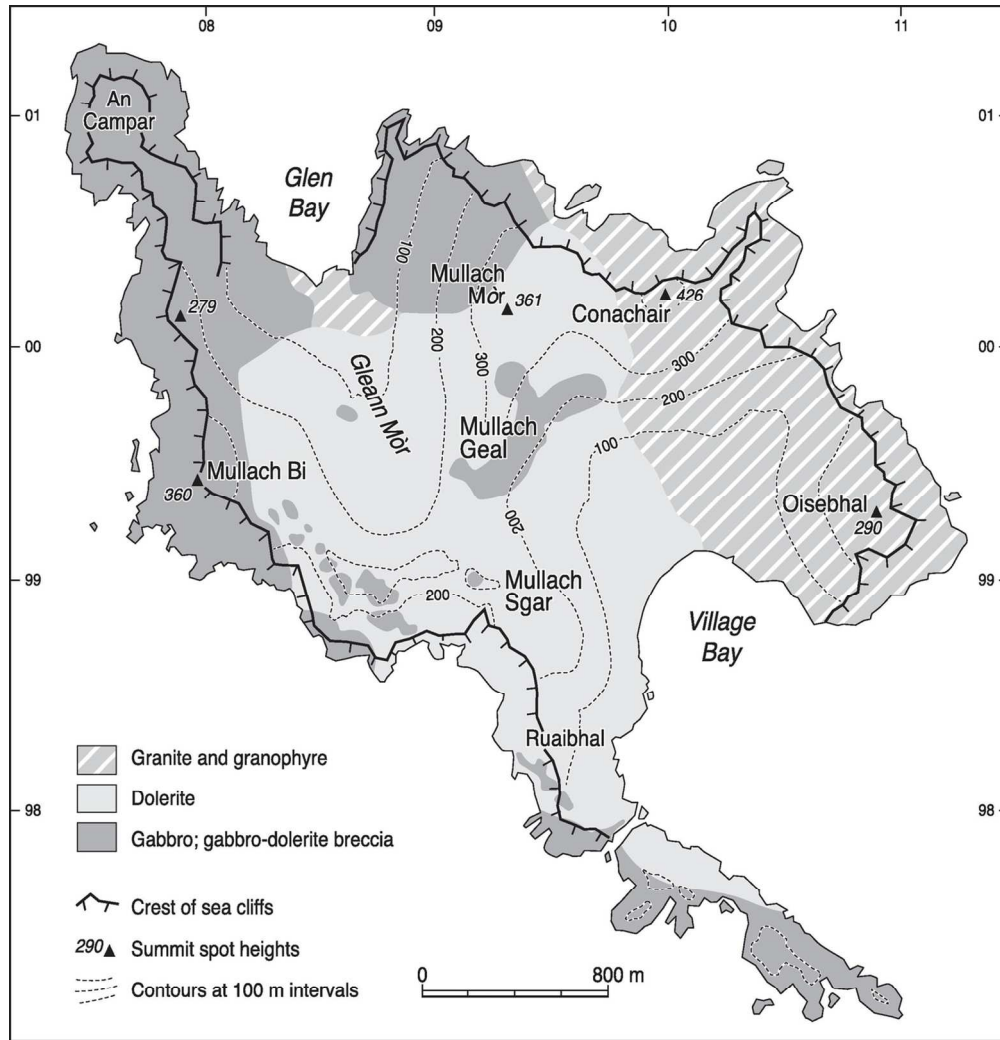 08
09
10
11
01
01
An
Campar
Glen
Bay
100
Mullach
Mòr
361
426
Conachair
279
200
00
00
300
300
Gleann Mòr
200
Mullach
Geal
100
Mullach Bi
360
Oisebhal
290
200
99
99
Mullach
Sgar
200
Village
Bay
Ruaibhal
Granite and granophyre
Dolerite
98
98
Gabbro; gabbro-dolerite breccia
Crest of sea cliffs
290
Summit spot heights
Contours at 100 m intervals
0
800 m